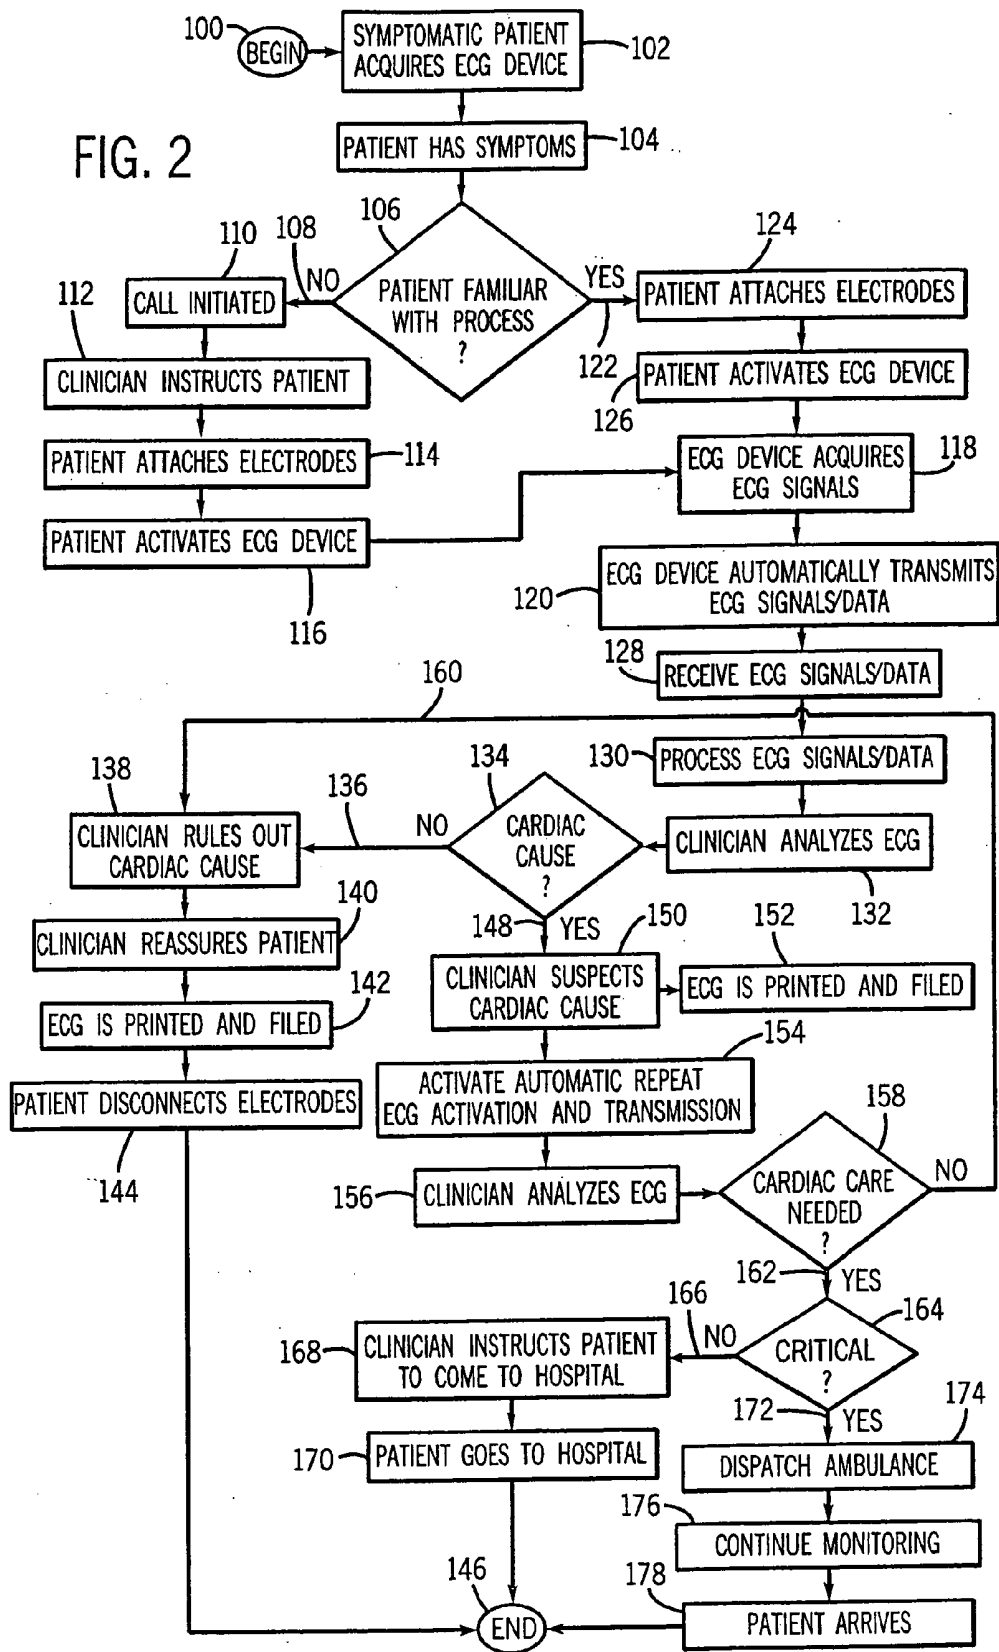 100
BEGIN
SYMPTOMATIC PATIENT
ACQUIRES ECG DEVICE
102
FIG. 2
PATIENT HAS SYMPTOMS
104
106
PATIENT FAMILIAR
WITH PROCESS
?
108
NO
110
CALL INITIATED
112
CLINICIAN INSTRUCTS PATIENT
PATIENT ATTACHES ELECTRODES
114
PATIENT ACTIVATES ECG DEVICE
116
YES
122
124
PATIENT ATTACHES ELECTRODES
PATIENT ACTIVATES ECG DEVICE
126
ECG DEVICE ACQUIRES
ECG SIGNALS
118
ECG DEVICE AUTOMATICALLY TRANSMITS
ECG SIGNALS/DATA
120
128
RECEIVE ECG SIGNALS/DATA
160
130
PROCESS ECG SIGNALS/DATA
CLINICIAN ANALYZES ECG
132
134
CARDIAC
CAUSE
?
136
NO
138
CLINICIAN RULES OUT
CARDIAC CAUSE
140
CLINICIAN REASSURES PATIENT
142
ECG IS PRINTED AND FILED
PATIENT DISCONNECTS ELECTRODES
144
148
YES
150
CLINICIAN SUSPECTS
CARDIAC CAUSE
152
ECG IS PRINTED AND FILED
154
ACTIVATE AUTOMATIC REPEAT
ECG ACTIVATION AND TRANSMISSION
156
CLINICIAN ANALYZES ECG
158
CARDIAC CARE
NEEDED
?
NO
162
YES
164
CRITICAL
?
166
NO
168
CLINICIAN INSTRUCTS PATIENT
TO COME TO HOSPITAL
170
PATIENT GOES TO HOSPITAL
172
YES
174
DISPATCH AMBULANCE
176
CONTINUE MONITORING
178
PATIENT ARRIVES
146
END